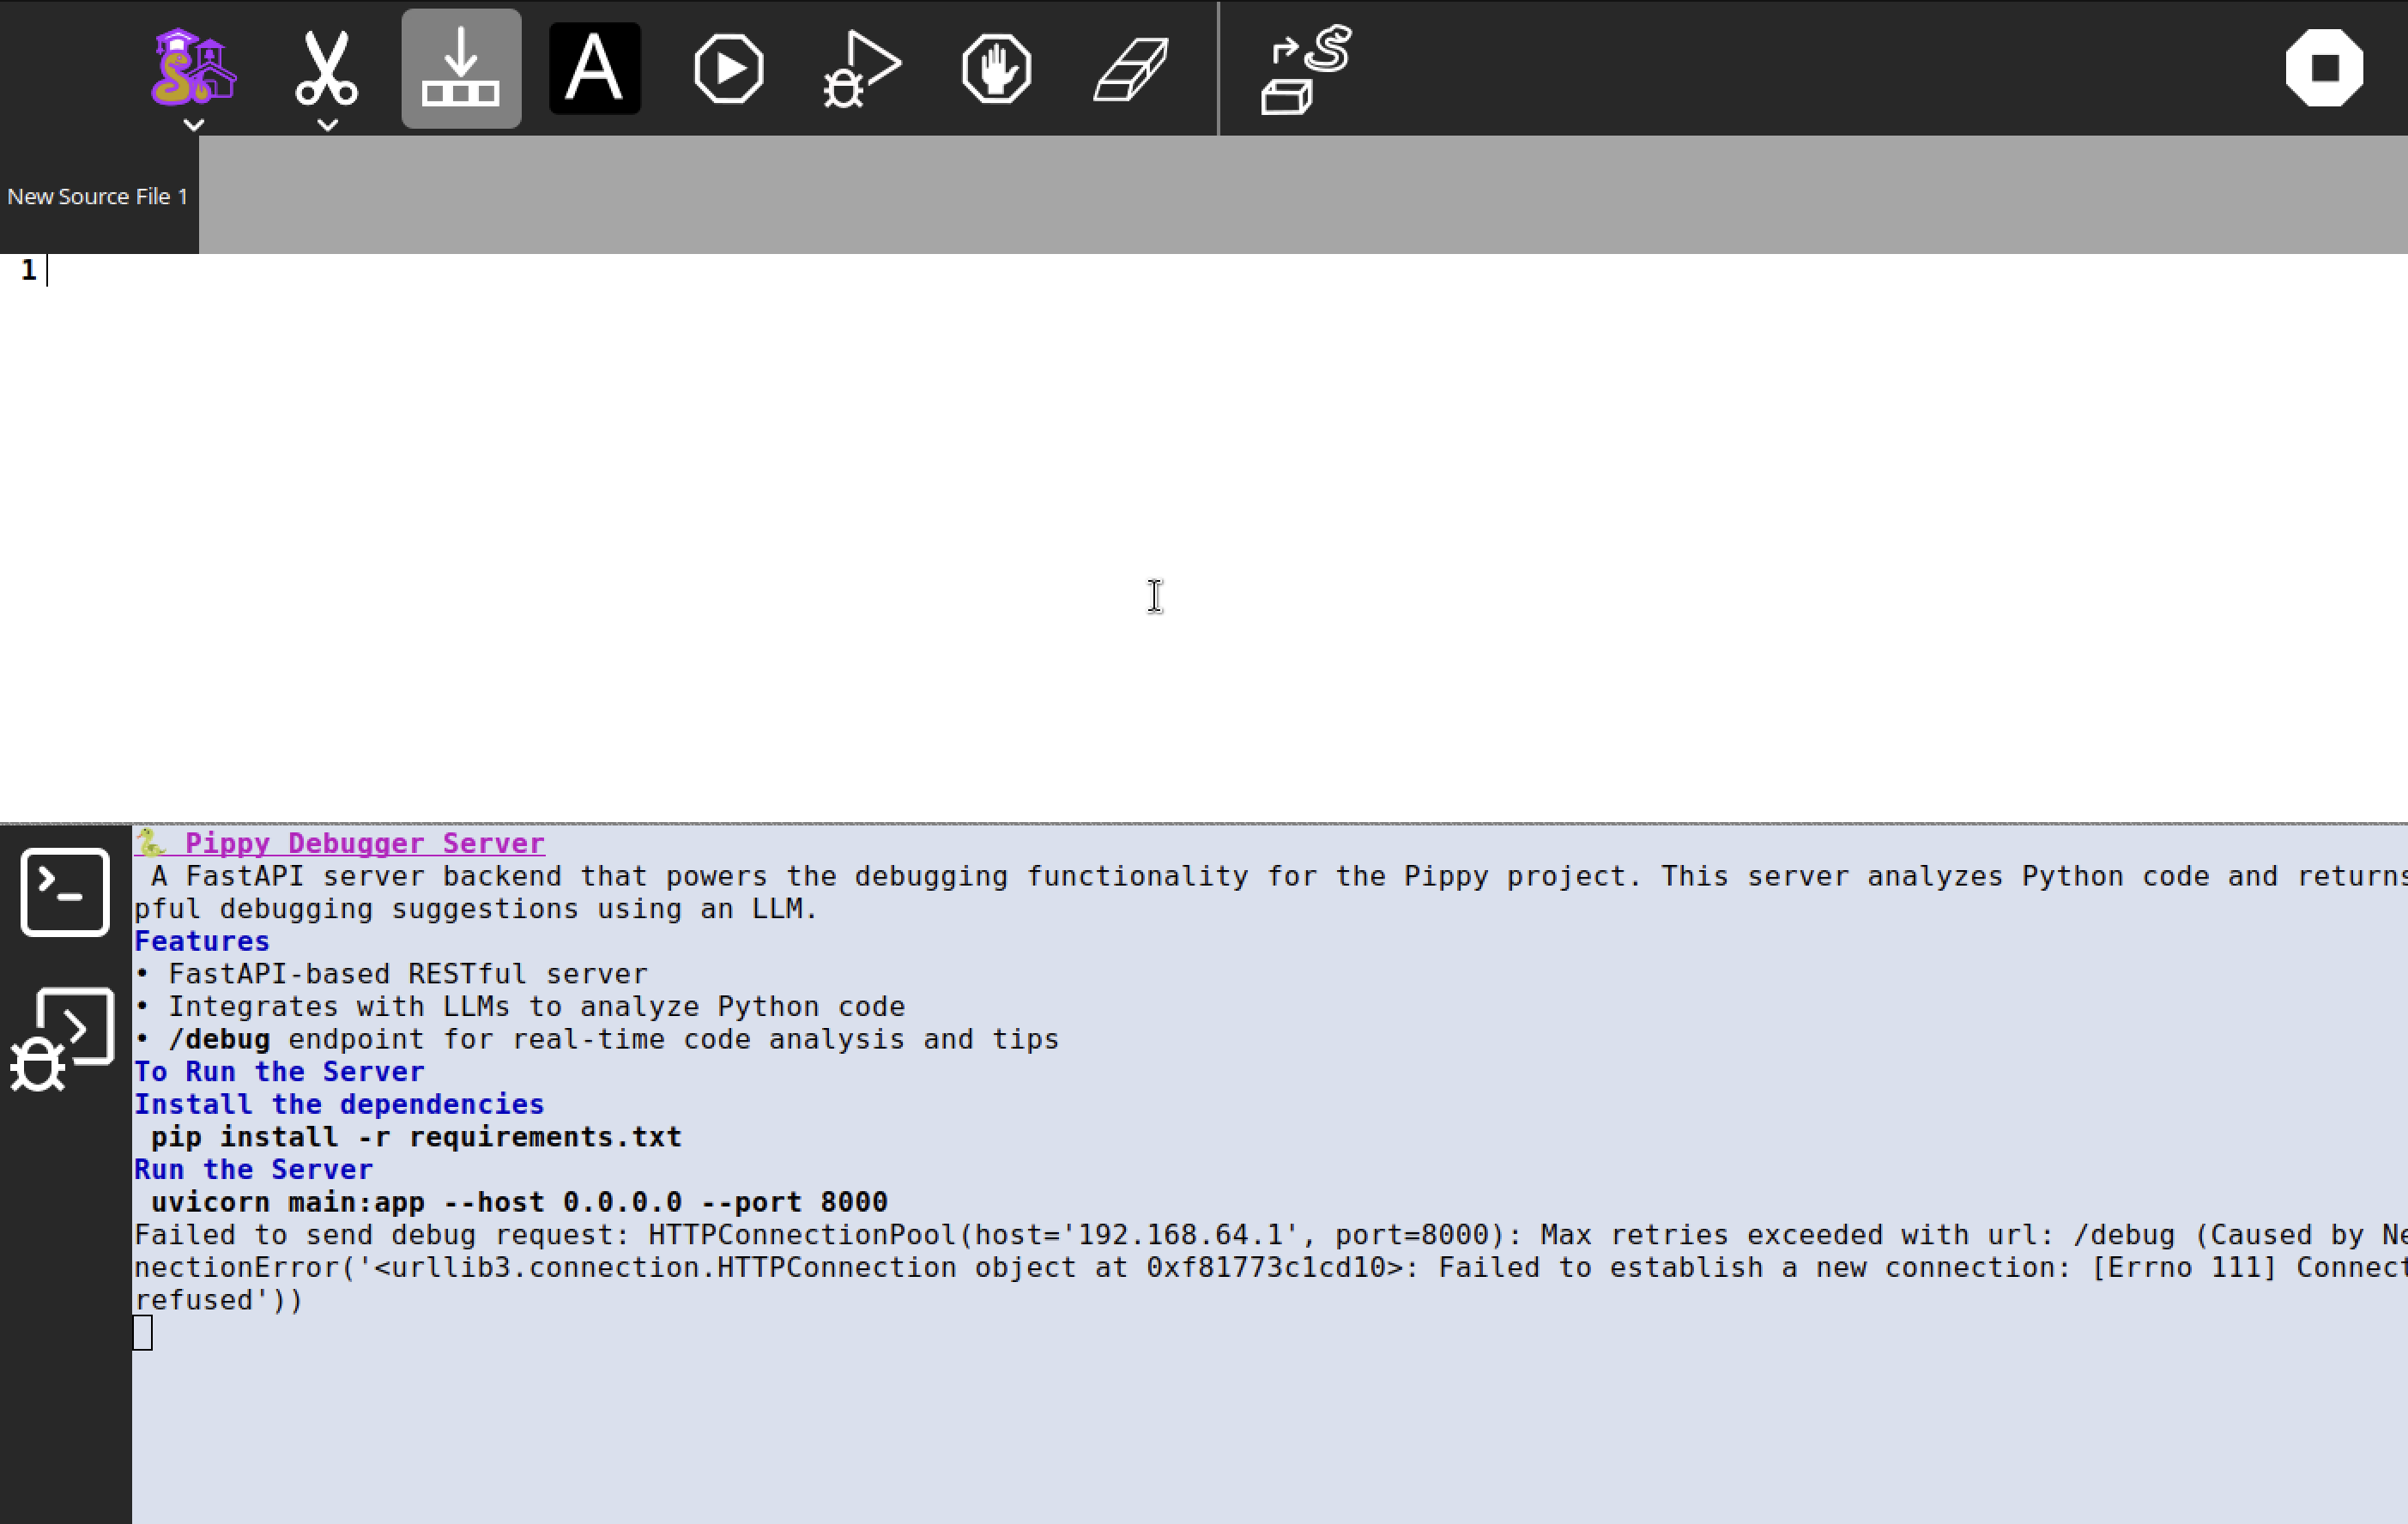 A
New Source File 1
1
🐍 Pippy Debugger Server
A FastAPI server backend that powers the debugging functionality for the Pippy project. This server analyzes Python code and returns
pful debugging suggestions using an LLM.
Features
• FastAPI-based RESTful server
• Integrates with LLMs to analyze Python code
• /debug endpoint for real-time code analysis and tips
To Run the Server
Install the dependencies
pip install -r requirements.txt
Run the Server
uvicorn main:app --host 0.0.0.0 --port 8000
Failed to send debug request: HTTPConnectionPool(host='192.168.64.1', port=8000): Max retries exceeded with url: /debug (Caused by Ne
nectionError('<urllib3.connection.HTTPConnection object at 0xf81773c1cd10>: Failed to establish a new connection: [Errno 111] Connect
refused'))